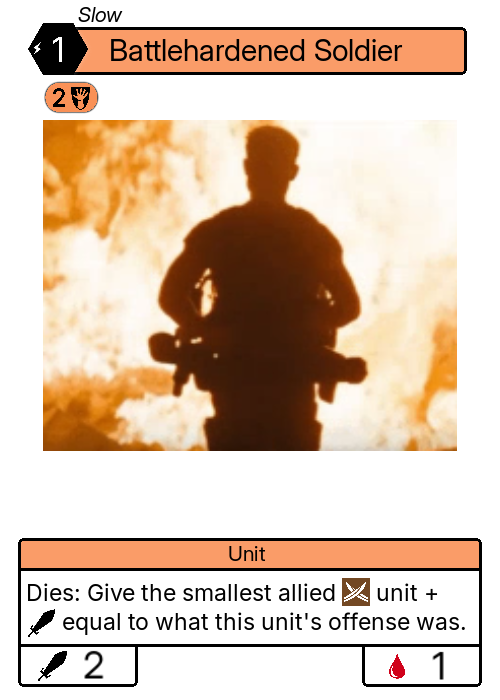 Slow
1 Battlehardened Soldier
2
Unit
Dies: Give the smallest allied unit +
equal to what this unit's offense was.
2 1